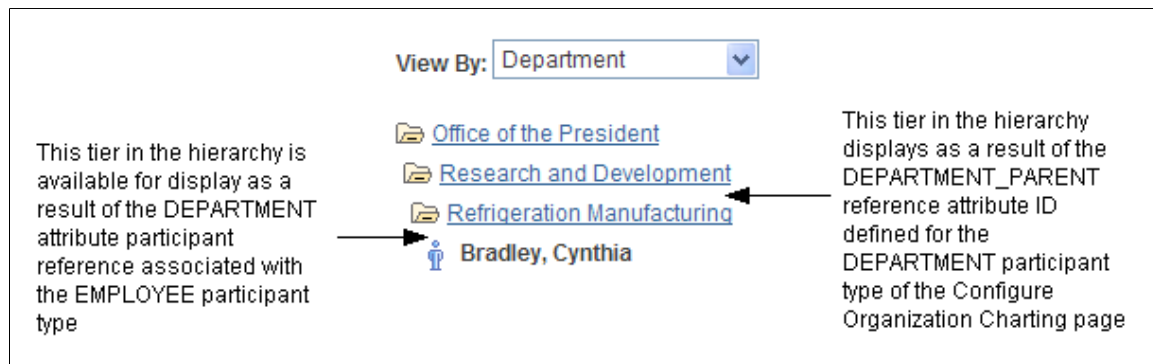 View By: Department
Office of the President
Research and Development
Refrigeration Manufacturing
Bradley, Cynthia
This tier in the hierarchy is
available for display as a
result of the DEPARTMENT
attribute participant
reference associated with
the EMPLOYEE participant
type
This tier in the hierarchy
displays as a result of the
DEPARTMENT_PARENT
reference attribute ID
defined for the
DEPARTMENT participant
type of the Configure
Organization Charting page